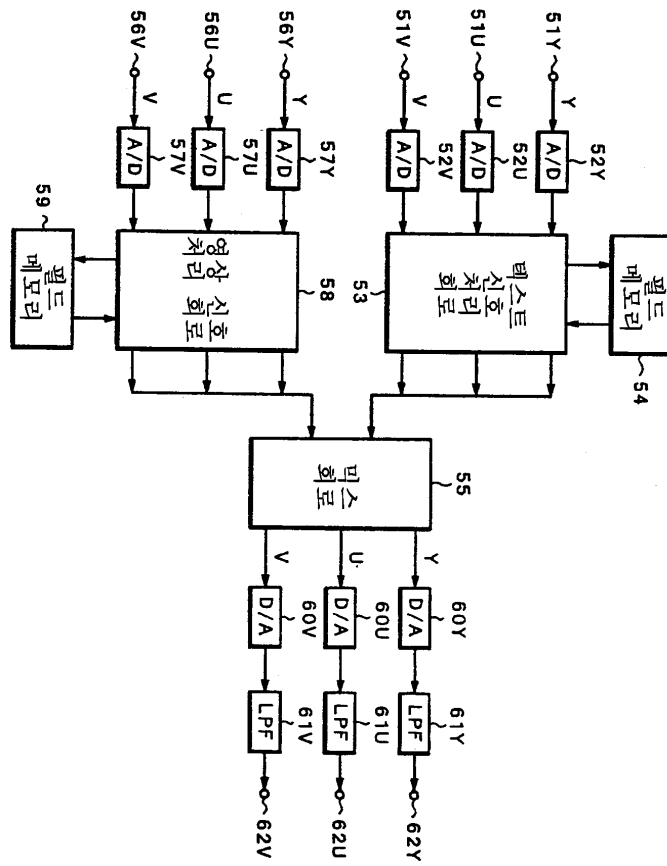 필드
메모리
54
51Y
Y
A/D
52Y
51U
U
A/D
52U
51V
V
A/D
52V
텍스트
신호
처리
회로
53
56Y
Y
A/D
57Y
56U
U
A/D
57U
56V
V
A/D
57V
영상 신호
처리 회로
58
필드
메모리
59
믹스
회로
55
Y
D/A
60Y
LPF
61Y
62Y
U
D/A
60U
LPF
61U
62U
V
D/A
60V
LPF
61V
62V